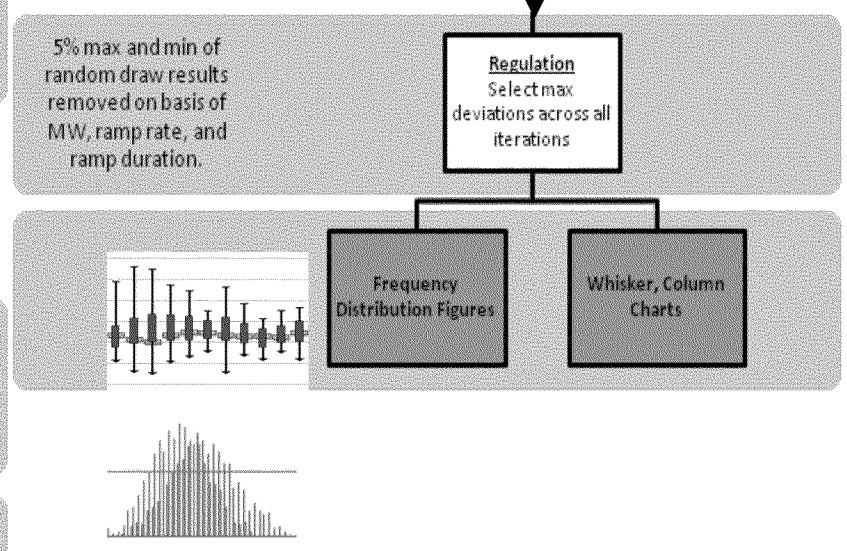 5% max and min of
random draw results
removed on basis of
MW, ramp rate, and
ramp duration.
Regulation
Select max
deviations across all
iterations
Frequency
Distribution Figures
Whisker, Column
Charts